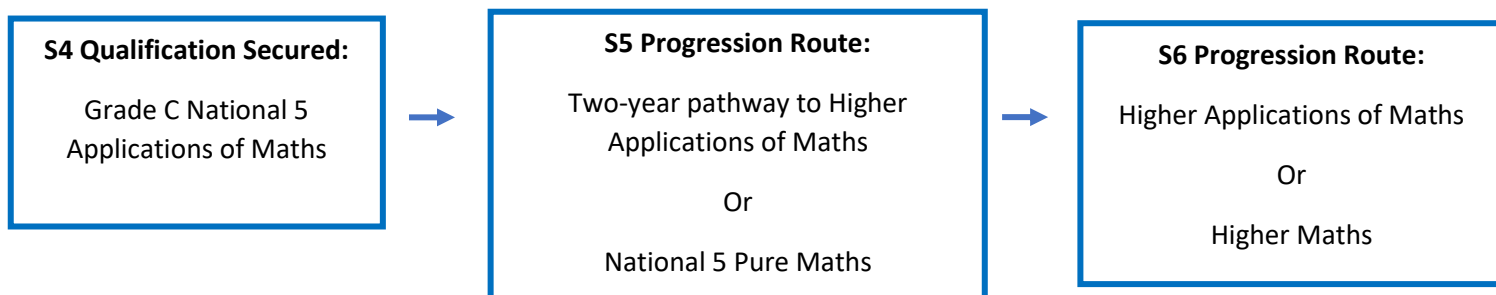 S4 Qualification Secured:
Grade C National 5
Applications of Maths
S5 Progression Route:
Two-year pathway to Higher
Applications of Maths
Or
National 5 Pure Maths
S6 Progression Route:
Higher Applications of Maths
Or
Higher Maths